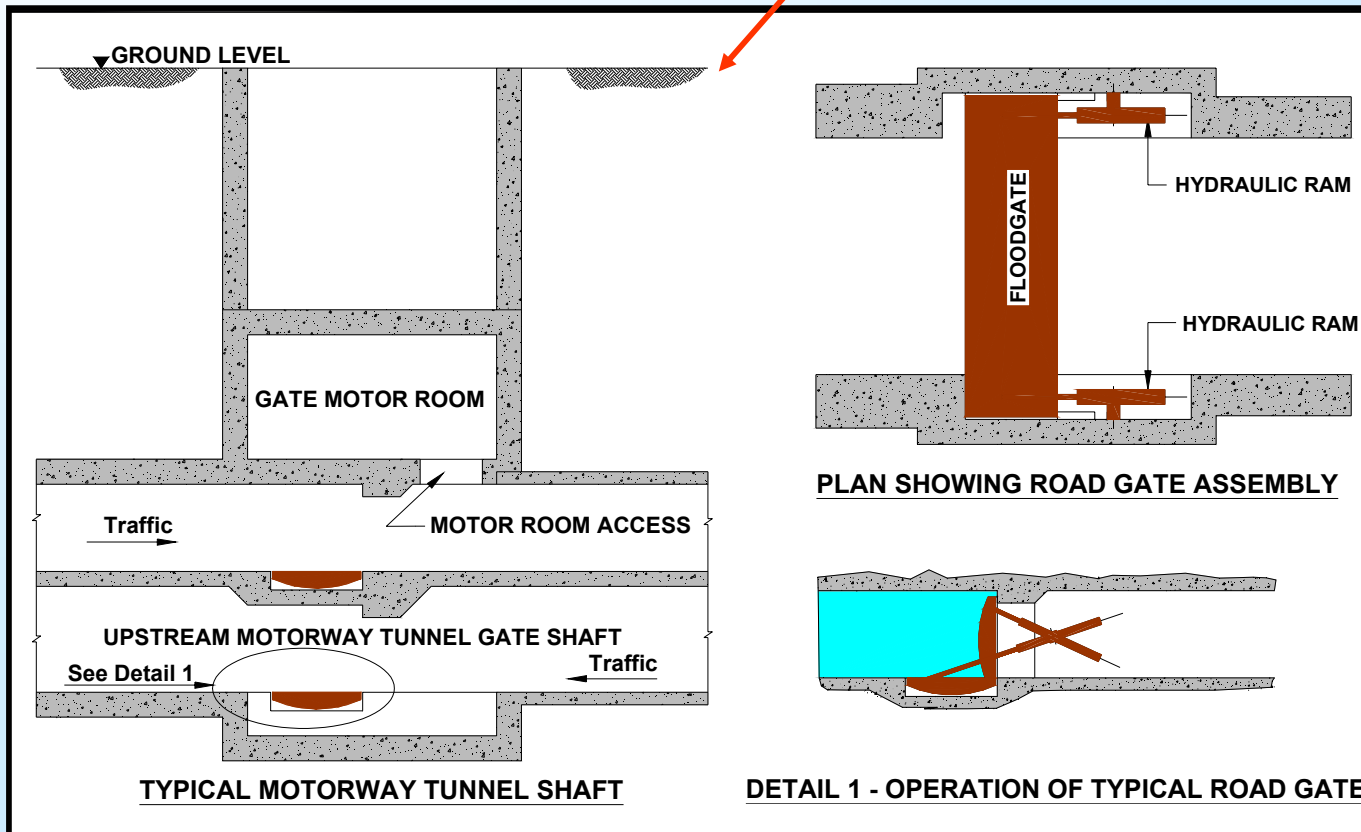 GROUND LEVEL
GATE MOTOR ROOM
Traffic
MOTOR ROOM ACCESS
UPSTREAM MOTORWAY TUNNEL GATE SHAFT
See Detail 1
Traffic
TYPICAL MOTORWAY TUNNEL SHAFT
FLOODGATE
HYDRAULIC RAM
HYDRAULIC RAM
PLAN SHOWING ROAD GATE ASSEMBLY
DETAIL 1 - OPERATION OF TYPICAL ROAD GATE